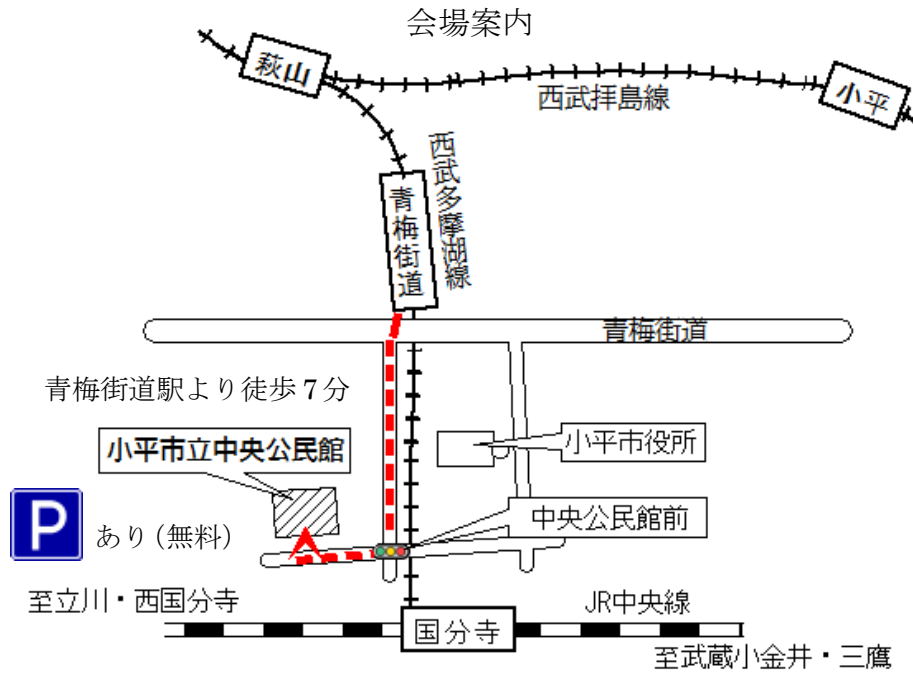 会場案内
萩山
西武拝島線
小平
西武多摩湖線
青梅街道
青梅街道
青梅街道駅より徒歩7分
小平市立中央公民館
小平市役所
P
あり(無料)
中央公民館前
至立川・西国分寺
JR中央線
国分寺
至武蔵小金井・三鷹